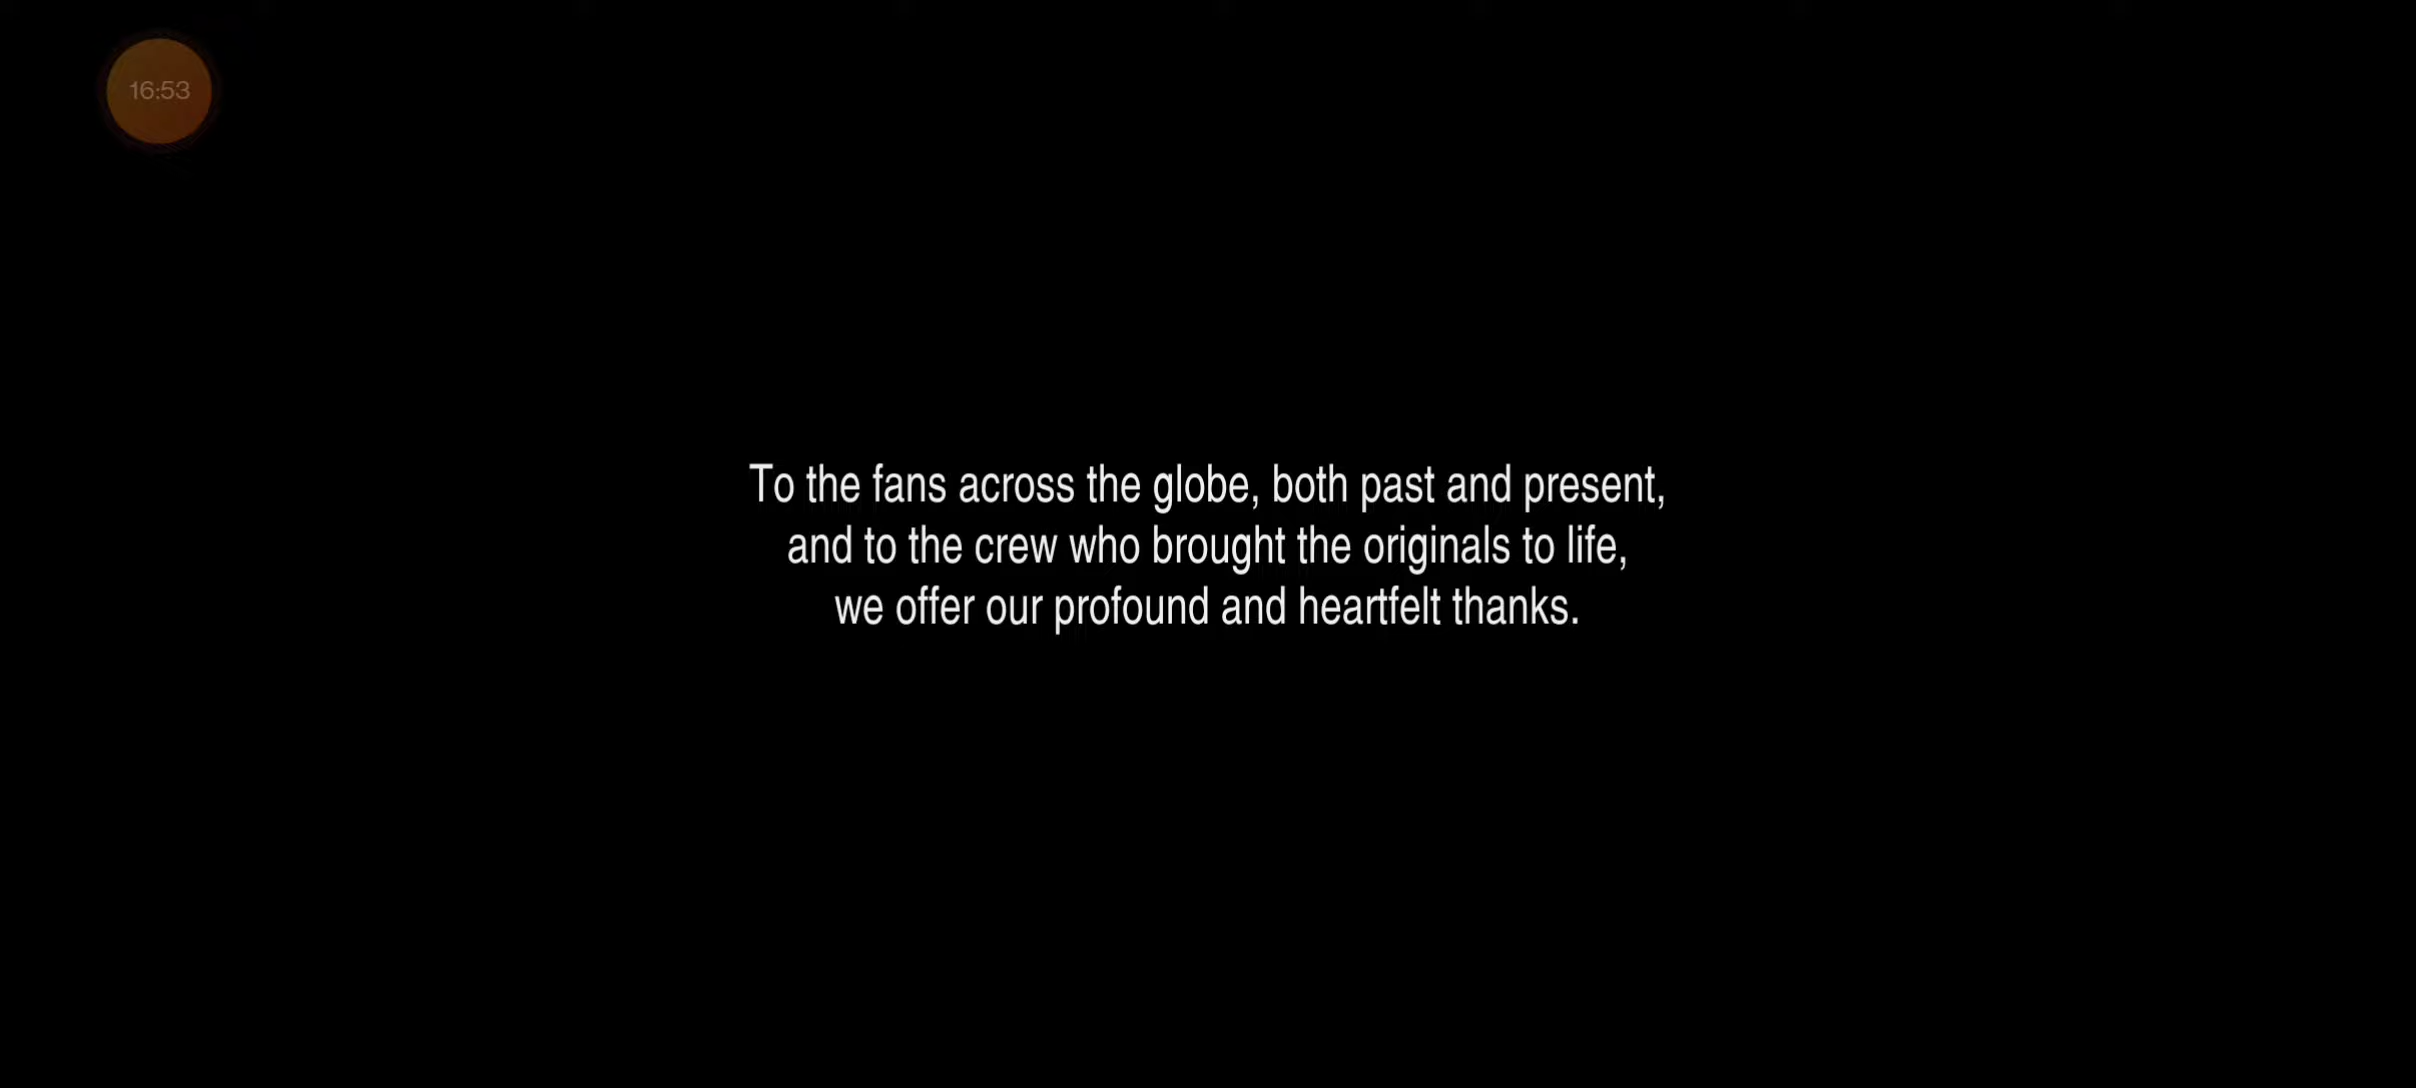 16:53
To the fans across the globe, both past and present,
and to the crew who brought the originals to life,
we offer our profound and heartfelt thanks.